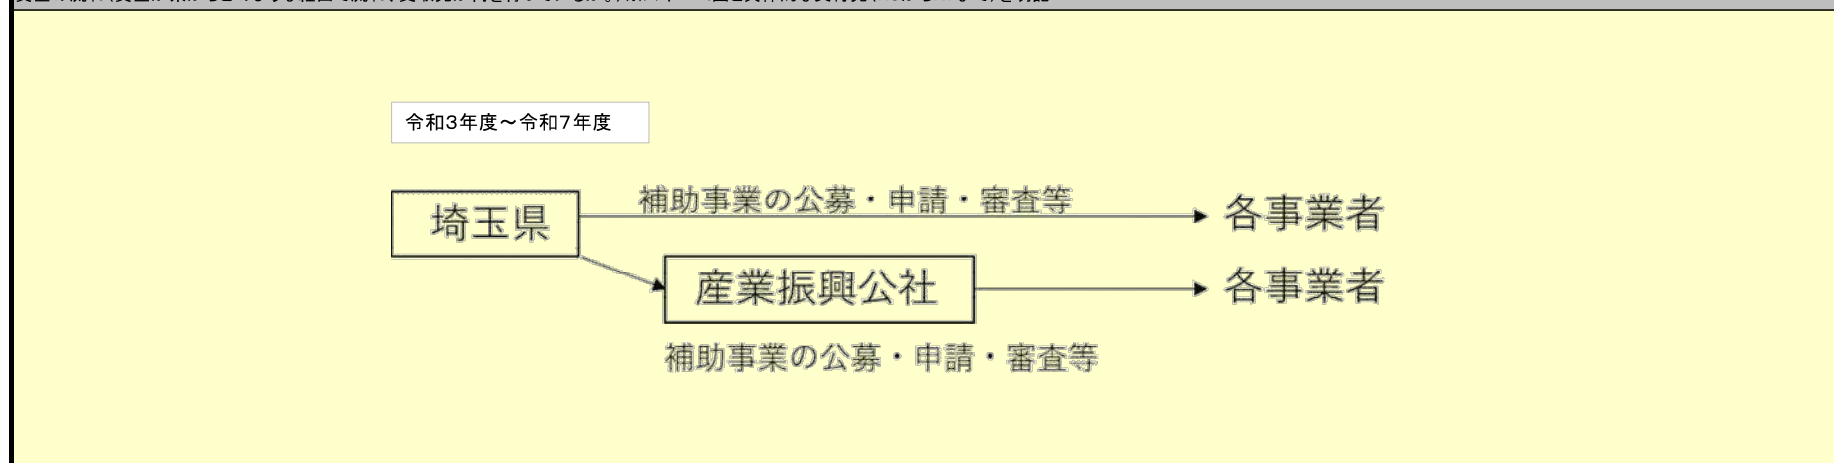 令和3年度～令和7年度
補助事業の公募・申請・審査等
埼玉県
各事業者
産業振興公社
各事業者
補助事業の公募・申請・審査等